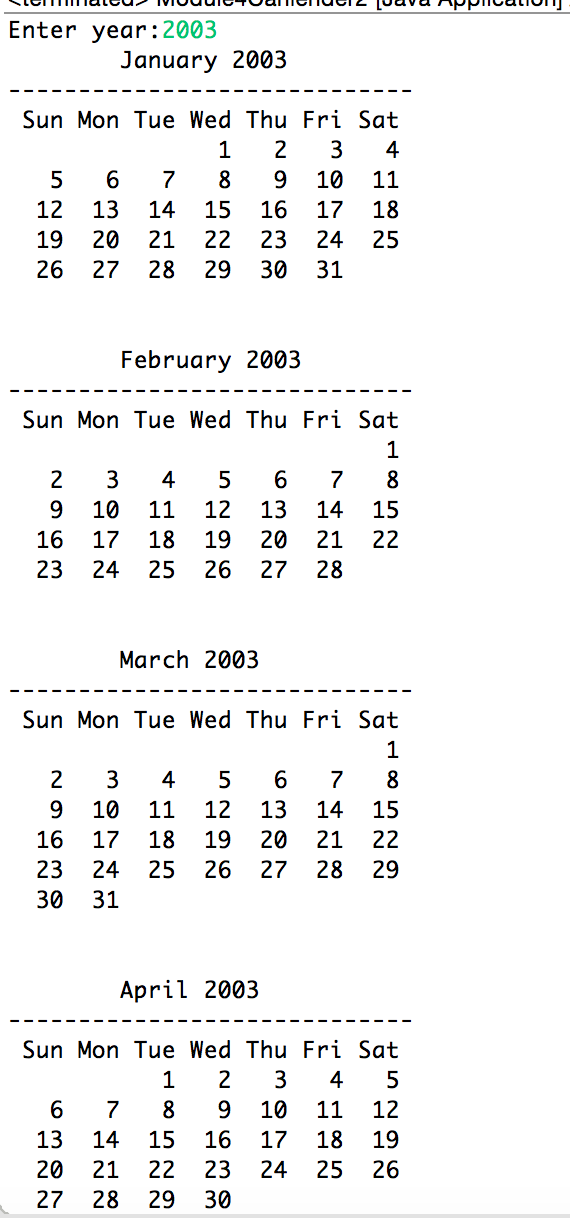 <terminated> Module4Callender2 [Java Application]
Enter year:2003
        January 2003
-----------------------------
 Sun Mon Tue Wed Thu Fri Sat
               1   2   3   4
   5   6   7   8   9  10  11
  12  13  14  15  16  17  18
  19  20  21  22  23  24  25
  26  27  28  29  30  31
        February 2003
-----------------------------
 Sun Mon Tue Wed Thu Fri Sat
                           1
   2   3   4   5   6   7   8
   9  10  11  12  13  14  15
  16  17  18  19  20  21  22
  23  24  25  26  27  28
        March 2003
-----------------------------
 Sun Mon Tue Wed Thu Fri Sat
                           1
   2   3   4   5   6   7   8
   9  10  11  12  13  14  15
  16  17  18  19  20  21  22
  23  24  25  26  27  28  29
  30  31
        April 2003
-----------------------------
 Sun Mon Tue Wed Thu Fri Sat
           1   2   3   4   5
   6   7   8   9  10  11  12
  13  14  15  16  17  18  19
  20  21  22  23  24  25  26
  27  28  29  30